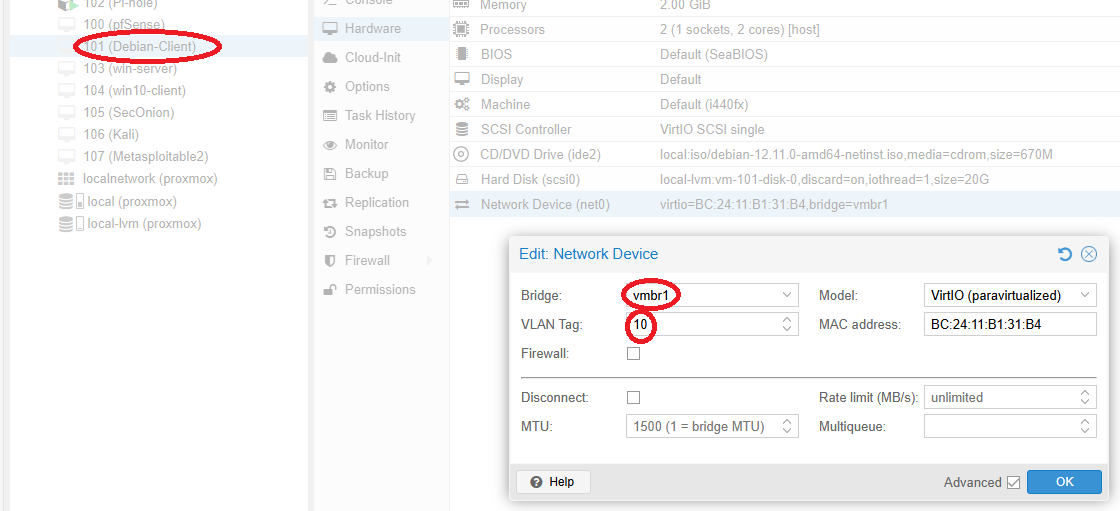 102 (Pi-hole)
100 (pfSense)
101 (Debian-Client)
103 (win-server)
104 (win10-client)
105 (SecOnion)
106 (Kali)
107 (Metasploitable2)
localnetwork (proxmox)
local (proxmox)
local-lvm (proxmox)
Console
Hardware
Cloud-Init
Options
Task History
Monitor
Backup
Replication
Snapshots
Firewall
Permissions
Memory 2.00 GiB
Processors 2 (1 sockets, 2 cores) [host]
BIOS Default (SeaBIOS)
Display Default
Machine Default (i440fx)
SCSI Controller VirtIO SCSI single
CD/DVD Drive (ide2) local:iso/debian-12.11.0-amd64-netinst.iso,media=cdrom,size=670M
Hard Disk (scsi0) local-lvm:vm-101-disk-0,discard=on,iothread=1,size=20G
Network Device (net0) virtio=BC:24:11:B1:31:B4,bridge=vmbr1
Edit: Network Device
Bridge: vmbr1 Model: VirtIO (paravirtualized)
VLAN Tag: 10 MAC address: BC:24:11:B1:31:B4
Firewall:
Disconnect: Rate limit (MB/s): unlimited
MTU: 1500 (1 = bridge MTU) Multiqueue:
Help Advanced OK